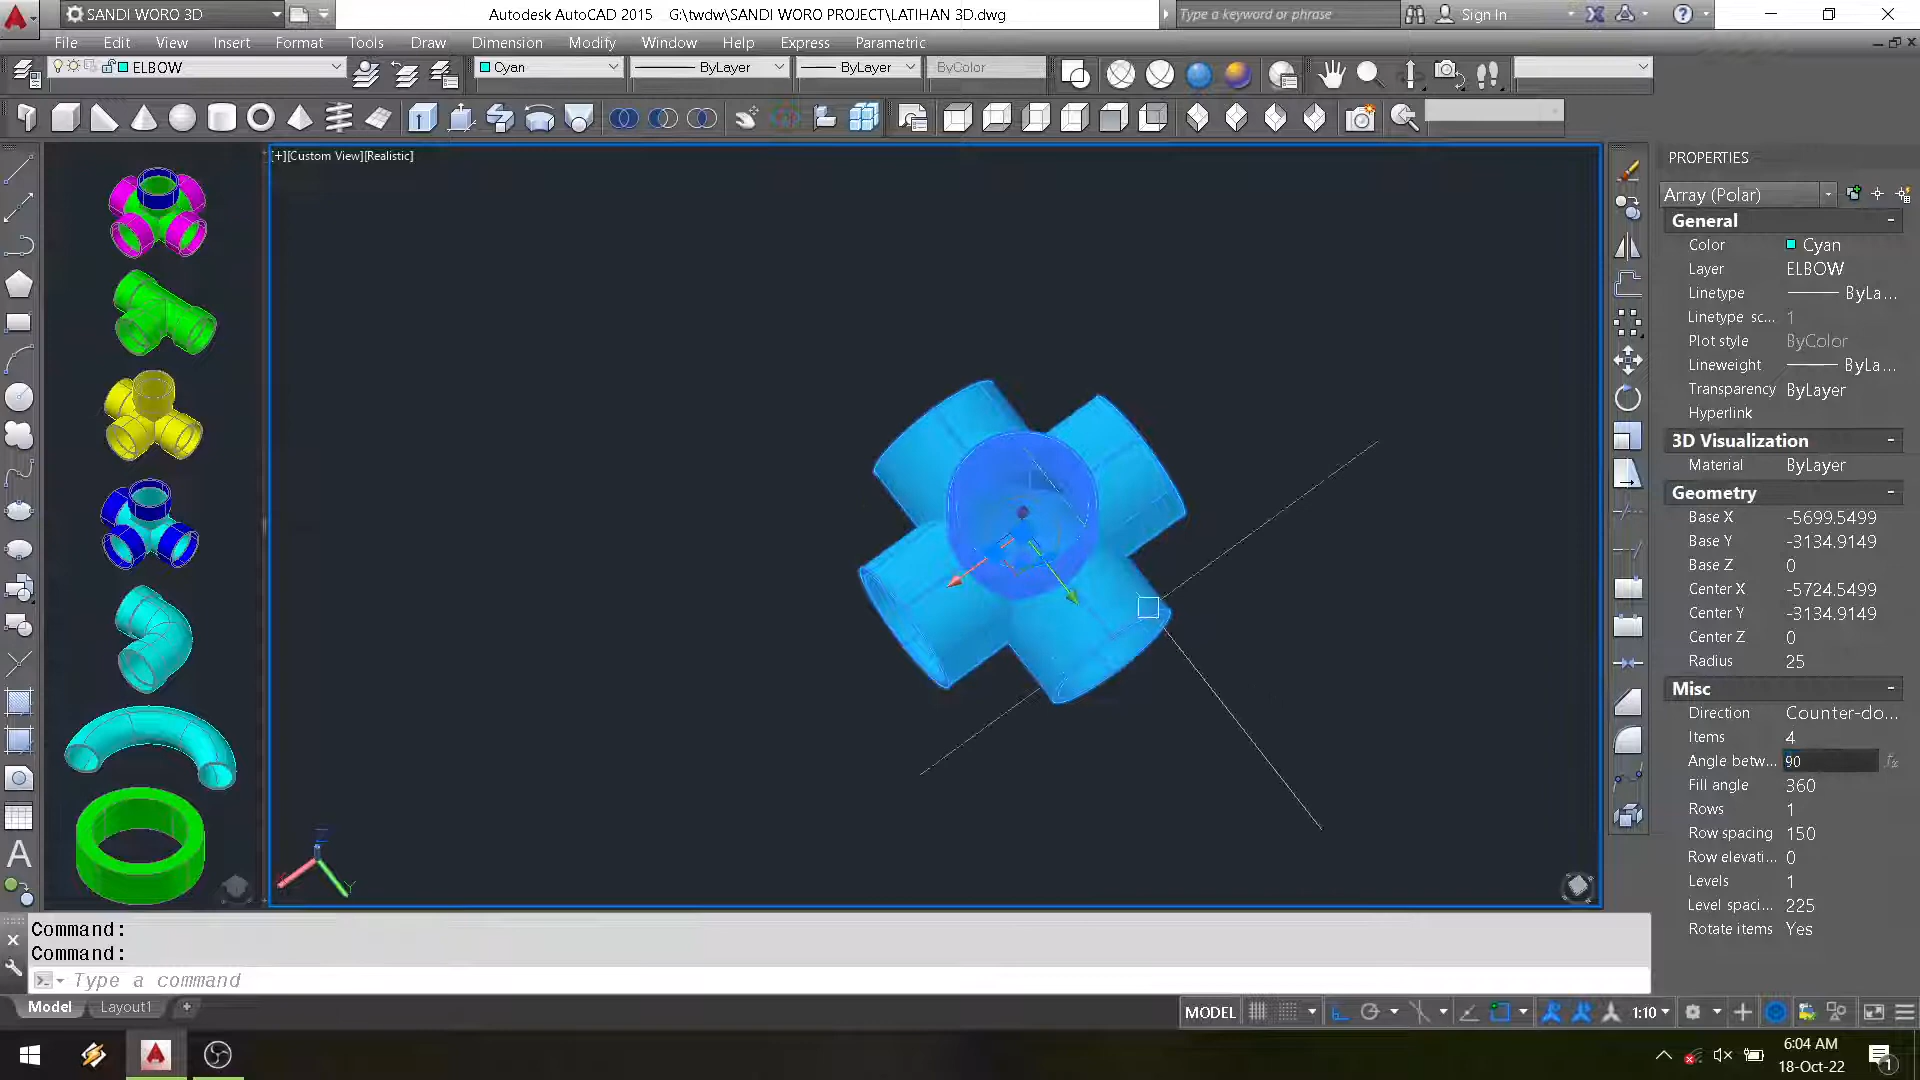 SANDI WORO 3D
Autodesk AutoCAD 2015 G:\twdw\SANDI WORO PROJECT\LATIHAN 3D.dwg
Type a keyword or phrase
Sign In
File Edit View Insert Format Tools Draw Dimension Modify Window Help Express Parametric
ELBOW
Cyan
ByLayer
ByLayer
ByColor
[+][Custom View][Realistic]
PROPERTIES
Array (Polar)
General
Color Cyan
Layer ELBOW
Linetype ByLa...
Linetype sc... 1
Plot style ByColor
Lineweight ByLa...
Transparency ByLayer
Hyperlink
3D Visualization
Material ByLayer
Geometry
Base X -5699.5499
Base Y -3134.9149
Base Z 0
Center X -5724.5499
Center Y -3134.9149
Center Z 0
Radius 25
Misc
Direction Counter-clo...
Items 4
Angle betw... 90
Fill angle 360
Rows 1
Row spacing 150
Row elevati... 0
Levels 1
Level spaci... 225
Rotate items Yes
Z
Y
Command:
Command:
Type a command
Model Layout1 +
MODEL
1:10
6:04 AM
18-Oct-22
1